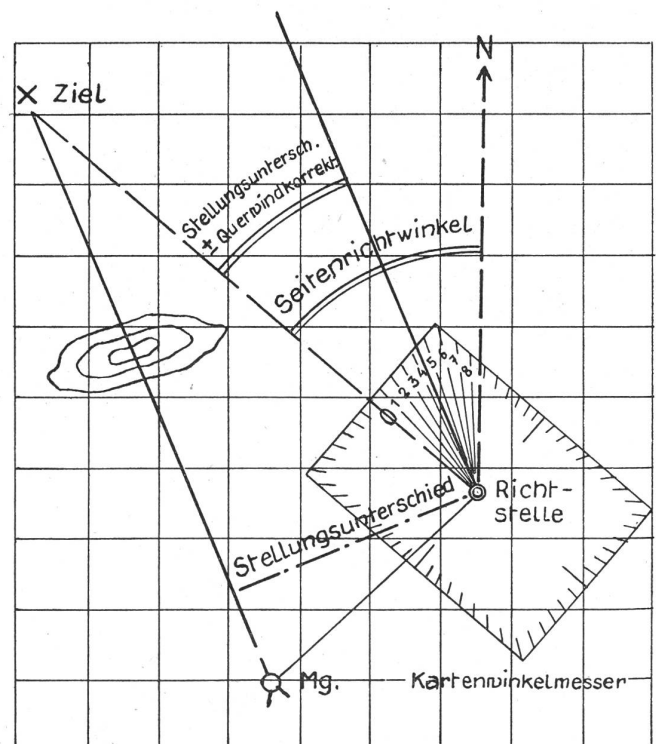 N
× Ziel
Stellungsuntersch.
± Querwindkorrekt.
Seitenrichtwinkel
0 1 2 3 4 5 6 7 8
Richt-
stelle
Stellungsunterschied
Mg.
Kartenwinkelmesser